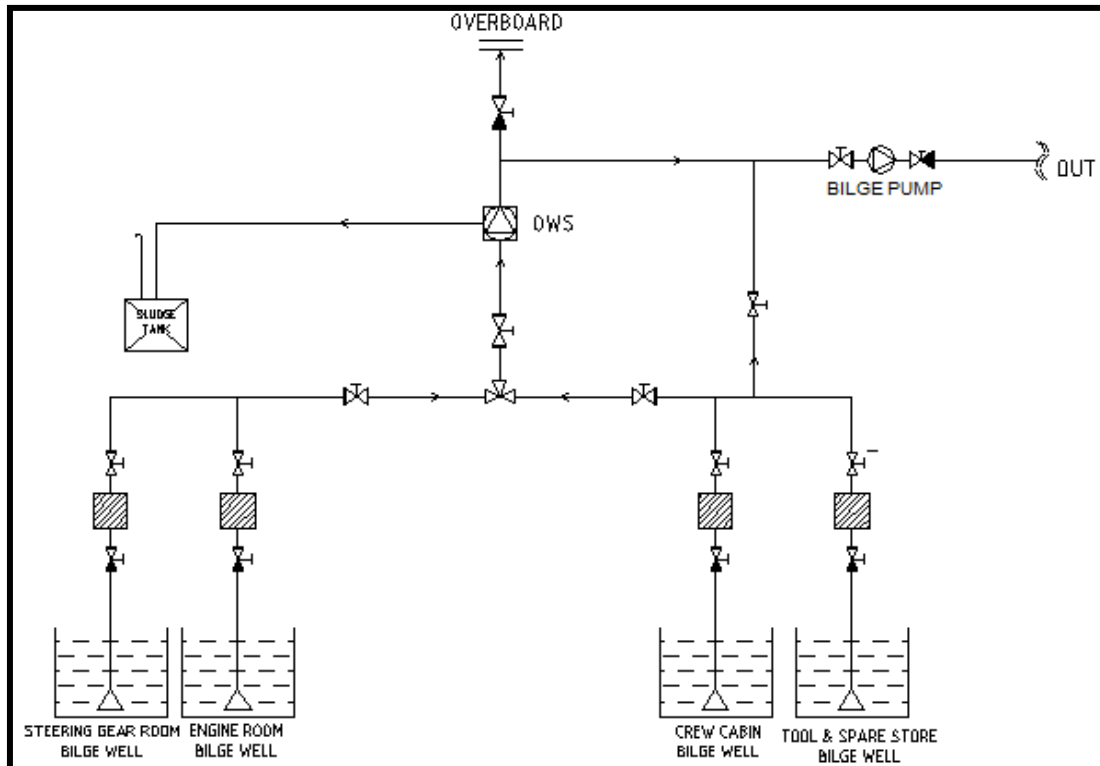 OVERBOARD
OUT
BILGE PUMP
OWS
SLUDGE
TANK
STEERING GEAR ROOM
BILGE WELL
ENGINE ROOM
BILGE WELL
CREW CABIN
BILGE WELL
TOOL & SPARE STORE
BILGE WELL